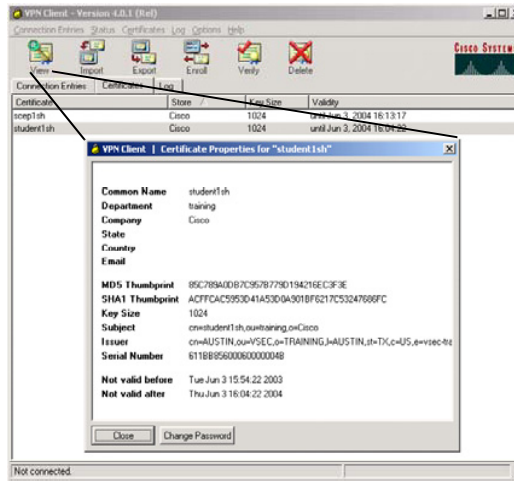 VPN Client - Version 4.0.1 (Rel)
Connection Entries Status Certificates Log Options Help
View Import Export Enroll Verify Delete
CISCO SYSTEMS
Connection Entries Certificates Log
Certificate Store Key Size Validity
scep1sh Cisco 1024 until Jun 3, 2004 16:13:17
student1sh Cisco 1024 until Jun 3, 2004 16:04:22
VPN Client | Certificate Properties for "student1sh"
Common Name student1sh
Department training
Company Cisco
State
Country
Email
MD5 Thumbprint 85C789A0DB7C957B779D194216EC3F3E
SHA1 Thumbprint ACFFCAC5953D41A53D0A901BF6217C53247686FC
Key Size 1024
Subject cn=student1sh,ou=training,o=Cisco
Issuer cn=AUSTIN,ou=VSEC,o=TRAINING,l=AUSTIN,st=TX,c=US,e=vsec-tra
Serial Number 611BB856000600000048
Not valid before Tue Jun 3 15:54:22 2003
Not valid after Thu Jun 3 16:04:22 2004
Close Change Password
Not connected.